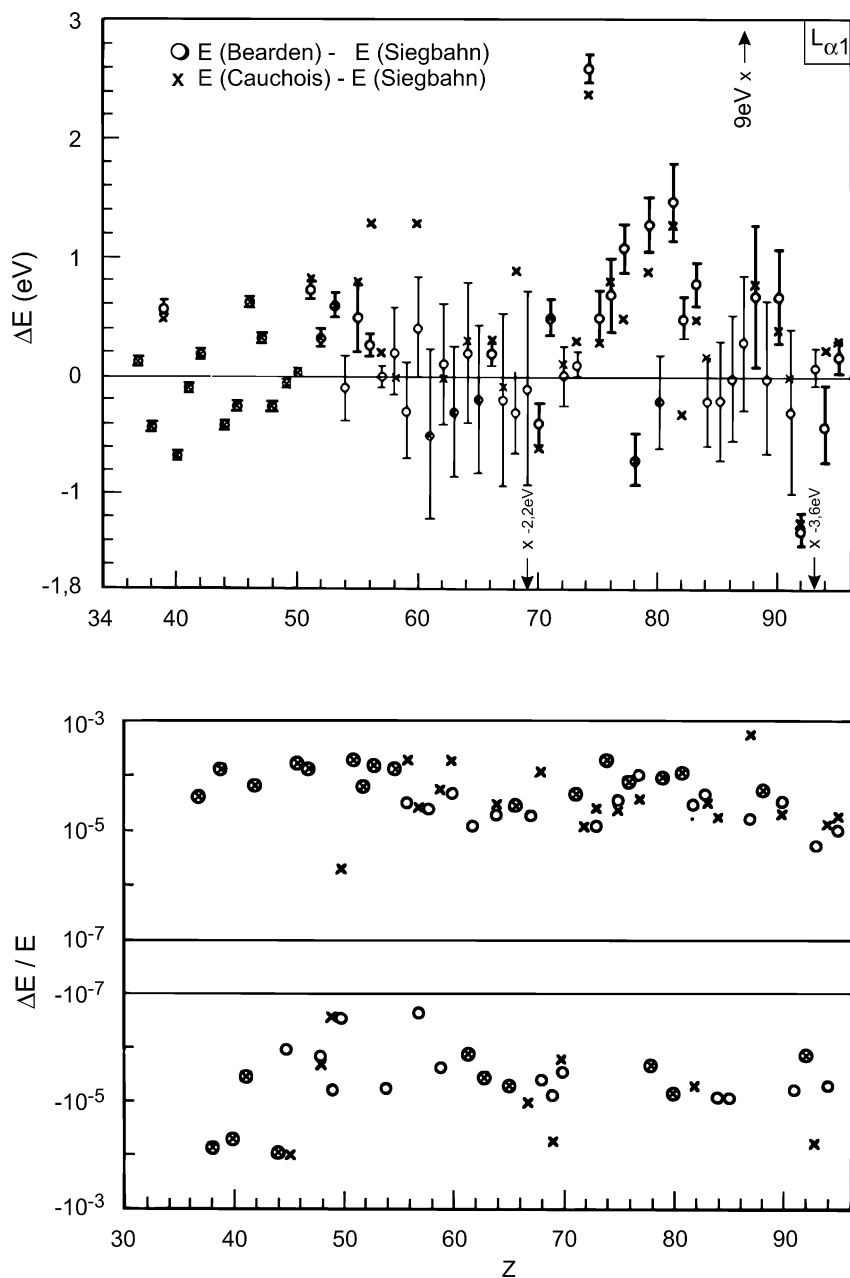 3
Lα1
E (Bearden) - E (Siegbahn)
x E (Cauchois) - E (Siegbahn)
9eV x
2
1
0
-1
-1,8
ΔE (eV)
x -2,2eV
x -3,6eV
34 40 50 60 70 80 90
10-3
10-5
10-7
-10-7
-10-5
-10-3
ΔE / E
30 40 50 60 70 80 90
Z